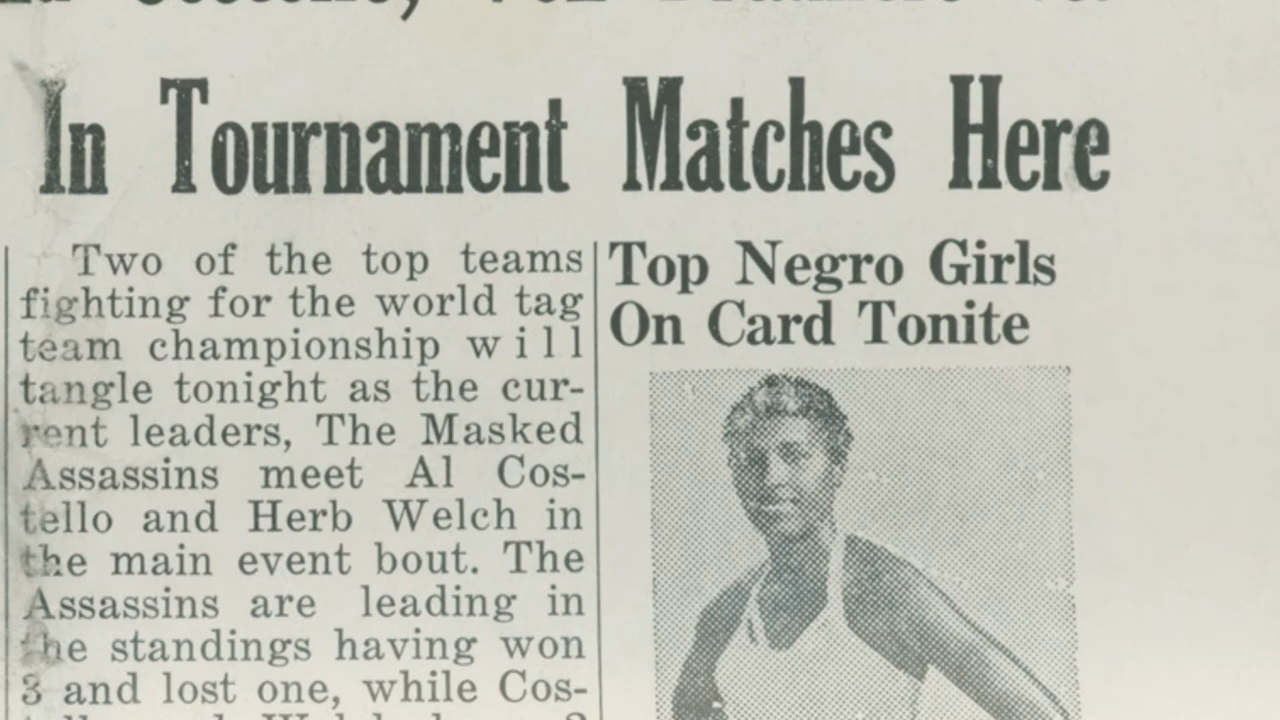 In Tournament Matches Here
Two of the top teams
fighting for the world tag
team championship will
tangle tonight as the cur-
rent leaders, The Masked
Assassins meet Al Cos-
tello and Herb Welch in
the main event bout. The
Assassins are leading in
the standings having won
3 and lost one, while Cos-
Top Negro Girls
On Card Tonite